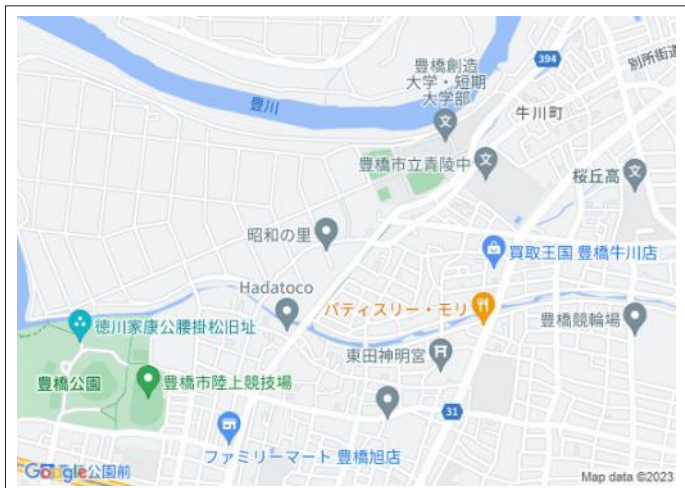 394
別所街道
豊橋創造
大学・短期
大学部
豊川
牛川町
豊橋市立青陵中
桜丘高
昭和の里
買取王国 豊橋牛川店
Hadatoco
パティスリー・モリ
豊橋競輪場
徳川家康公腰掛松旧址
東田神明宮
豊橋公園
豊橋市陸上競技場
31
ファミリーマート 豊橋旭店
Google
公園前
Map data ©2023